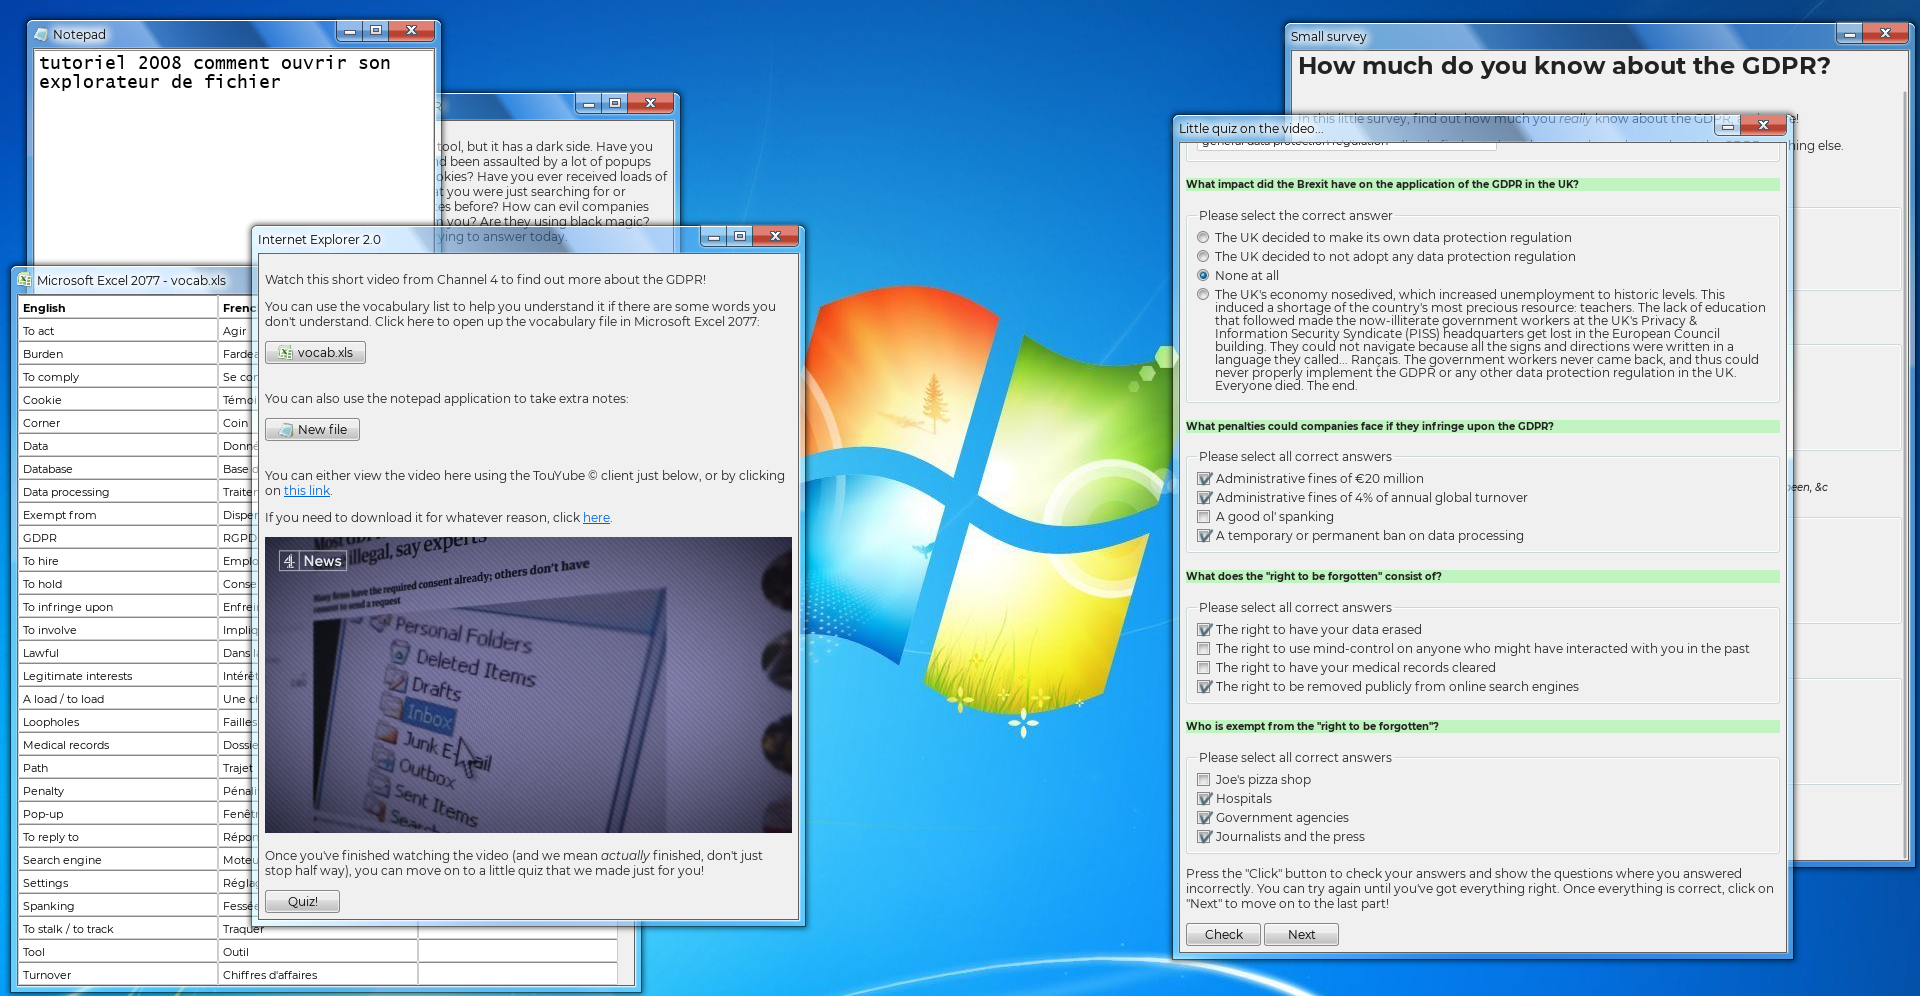 Notepad
tutoriel 2008 comment ouvrir son
explorateur de fichier
tool, but it has a dark side. Have you
been assaulted by a lot of popups
Have you ever received loads of
you were just searching for or
before? How can evil companies
you? Are they using black magic?
to answer today.
Microsoft Excel 2077 - vocab.xls
English
To act Agir
Burden
To comply
Cookie
Corner Coin
Data
Database
Data processing
Exempt from
GDPR RGPD
To hire
To hold
To infringe upon
To involve
Lawful
Legitimate interests
A load / to load
Loopholes
Medical records
Path Trajet
Penalty
Pop-up
To reply to
Search engine
Settings
Spanking
To stalk / to track Traquer
Tool Outil
Turnover Chiffres d'affaires
Internet Explorer 2.0
Watch this short video from Channel 4 to find out more about the GDPR!
You can use the vocabulary list to help you understand it if there are some words you
don't understand. Click here to open up the vocabulary file in Microsoft Excel 2077:
vocab.xls
You can also use the notepad application to take extra notes:
New file
You can either view the video here using the TouYube © client just below, or by clicking
on this link.
If you need to download it for whatever reason, click here.
4 News
illegal, say experts
Many firms have the required consent already; others don't have
consent to send a request
Personal Folders
Deleted Items
Drafts
Inbox
Junk E-mail
Outbox
Sent Items
Once you've finished watching the video (and we mean actually finished, don't just
stop half way), you can move on to a little quiz that we made just for you!
Quiz!
Small survey
How much do you know about the GDPR?
In this little survey, find out how much you really know about the GDPR,
else.
&c
Little quiz on the video...
general data protection regulation
What impact did the Brexit have on the application of the GDPR in the UK?
Please select the correct answer
The UK decided to make its own data protection regulation
The UK decided to not adopt any data protection regulation
None at all
The UK's economy nosedived, which increased unemployment to historic levels. This
induced a shortage of the country's most precious resource: teachers. The lack of education
that followed made the now-illiterate government workers at the UK's Privacy &
Information Security Syndicate (PISS) headquarters get lost in the European Council
building. They could not navigate because all the signs and directions were written in a
language they called... Rançais. The government workers never came back, and thus could
never properly implement the GDPR or any other data protection regulation in the UK.
Everyone died. The end.
What penalties could companies face if they infringe upon the GDPR?
Please select all correct answers
Administrative fines of €20 million
Administrative fines of 4% of annual global turnover
A good ol' spanking
A temporary or permanent ban on data processing
What does the "right to be forgotten" consist of?
Please select all correct answers
The right to have your data erased
The right to use mind-control on anyone who might have interacted with you in the past
The right to have your medical records cleared
The right to be removed publicly from online search engines
Who is exempt from the "right to be forgotten"?
Please select all correct answers
Joe's pizza shop
Hospitals
Government agencies
Journalists and the press
Press the "Click" button to check your answers and show the questions where you answered
incorrectly. You can try again until you've got everything right. Once everything is correct, click on
"Next" to move on to the last part!
Check Next